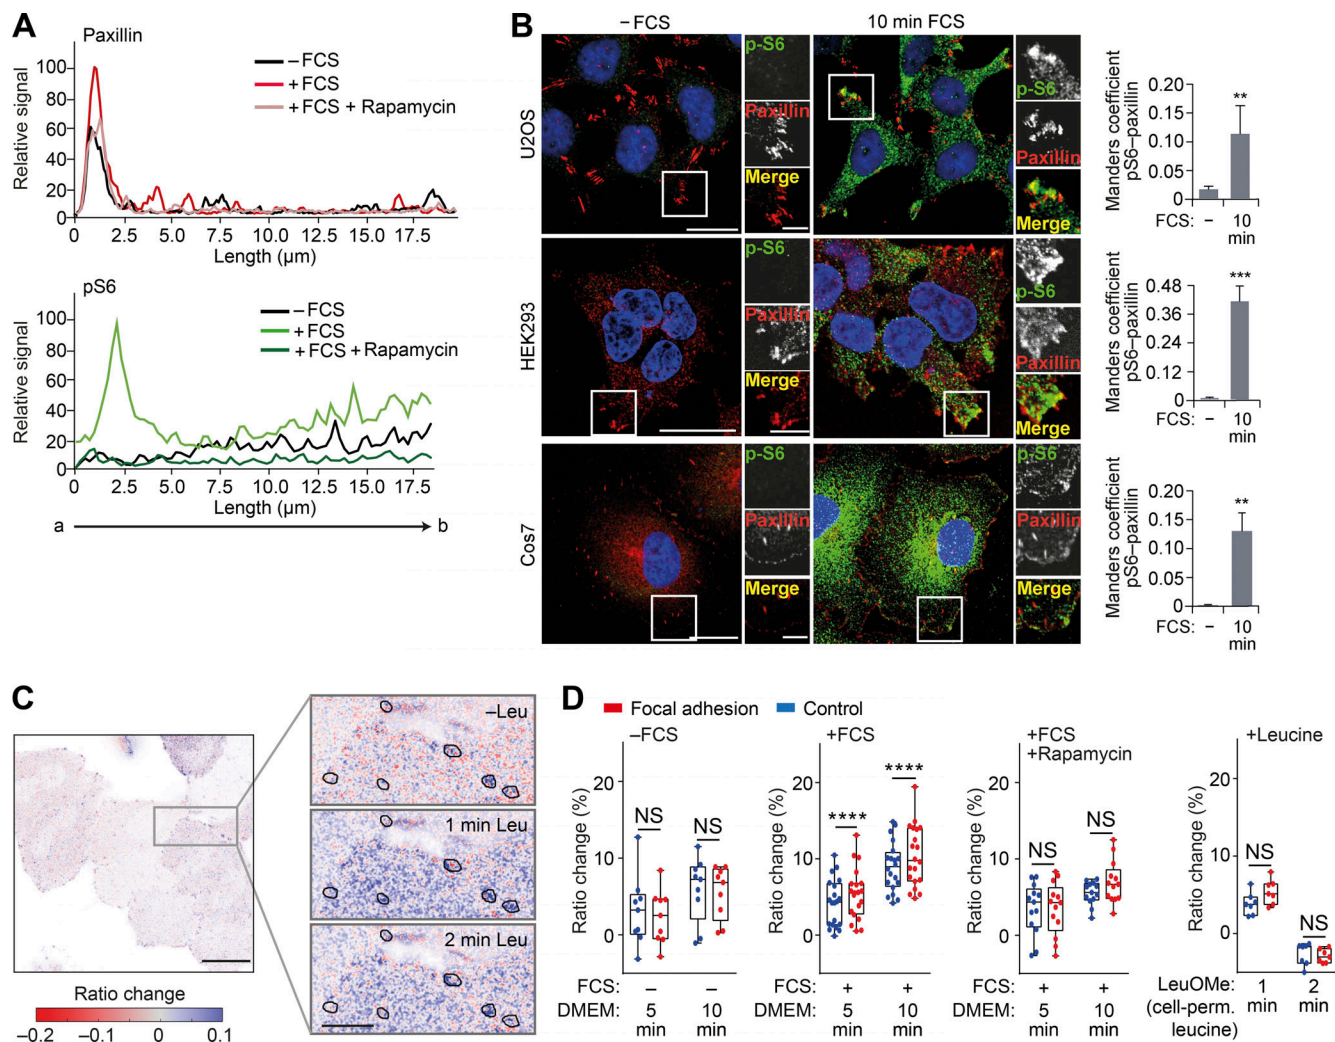 A
Paxillin
–FCS
+FCS
+FCS+Rapamycin
Relative signal
100
80
60
40
20
0
0 2.5 5.0 7.5 10.0 12.5 15.0 17.5
Length (µm)
pS6
–FCS
+FCS
+FCS+Rapamycin
Relative signal
100
80
60
40
20
0
0 2.5 5.0 7.5 10.0 12.5 15.0 17.5
Length (µm)
a b
B
–FCS 10 min FCS
U2OS
p-S6
Paxillin
Merge
p-S6
Paxillin
Merge
Manders coefficient
pS6–paxillin
0.20
0.15
0.10
0.05
0
**
FCS: – 10
min
HEK293
p-S6
Paxillin
Merge
p-S6
Paxillin
Merge
Manders coefficient
pS6–paxillin
0.48
0.36
0.24
0.12
0
***
FCS: – 10
min
Cos7
p-S6
Paxillin
Merge
p-S6
Paxillin
Merge
Manders coefficient
pS6–paxillin
0.20
0.15
0.10
0.05
0
**
FCS: – 10
min
C
–Leu
1 min Leu
2 min Leu
Ratio change
–0.2 –0.1 0 0.1
D
Focal adhesion Control
–FCS
Ratio change (%)
20
10
0
NS NS
FCS: – –
DMEM: 5 10
min min
+FCS
Ratio change (%)
20
10
0
**** ****
FCS: + +
DMEM: 5 10
min min
+FCS
+Rapamycin
Ratio change (%)
20
10
0
NS NS
FCS: + +
DMEM: 5 10
min min
+Leucine
Ratio change (%)
20
10
0
NS NS
LeuOMe: 1 2
(cell-perm. min min
leucine)